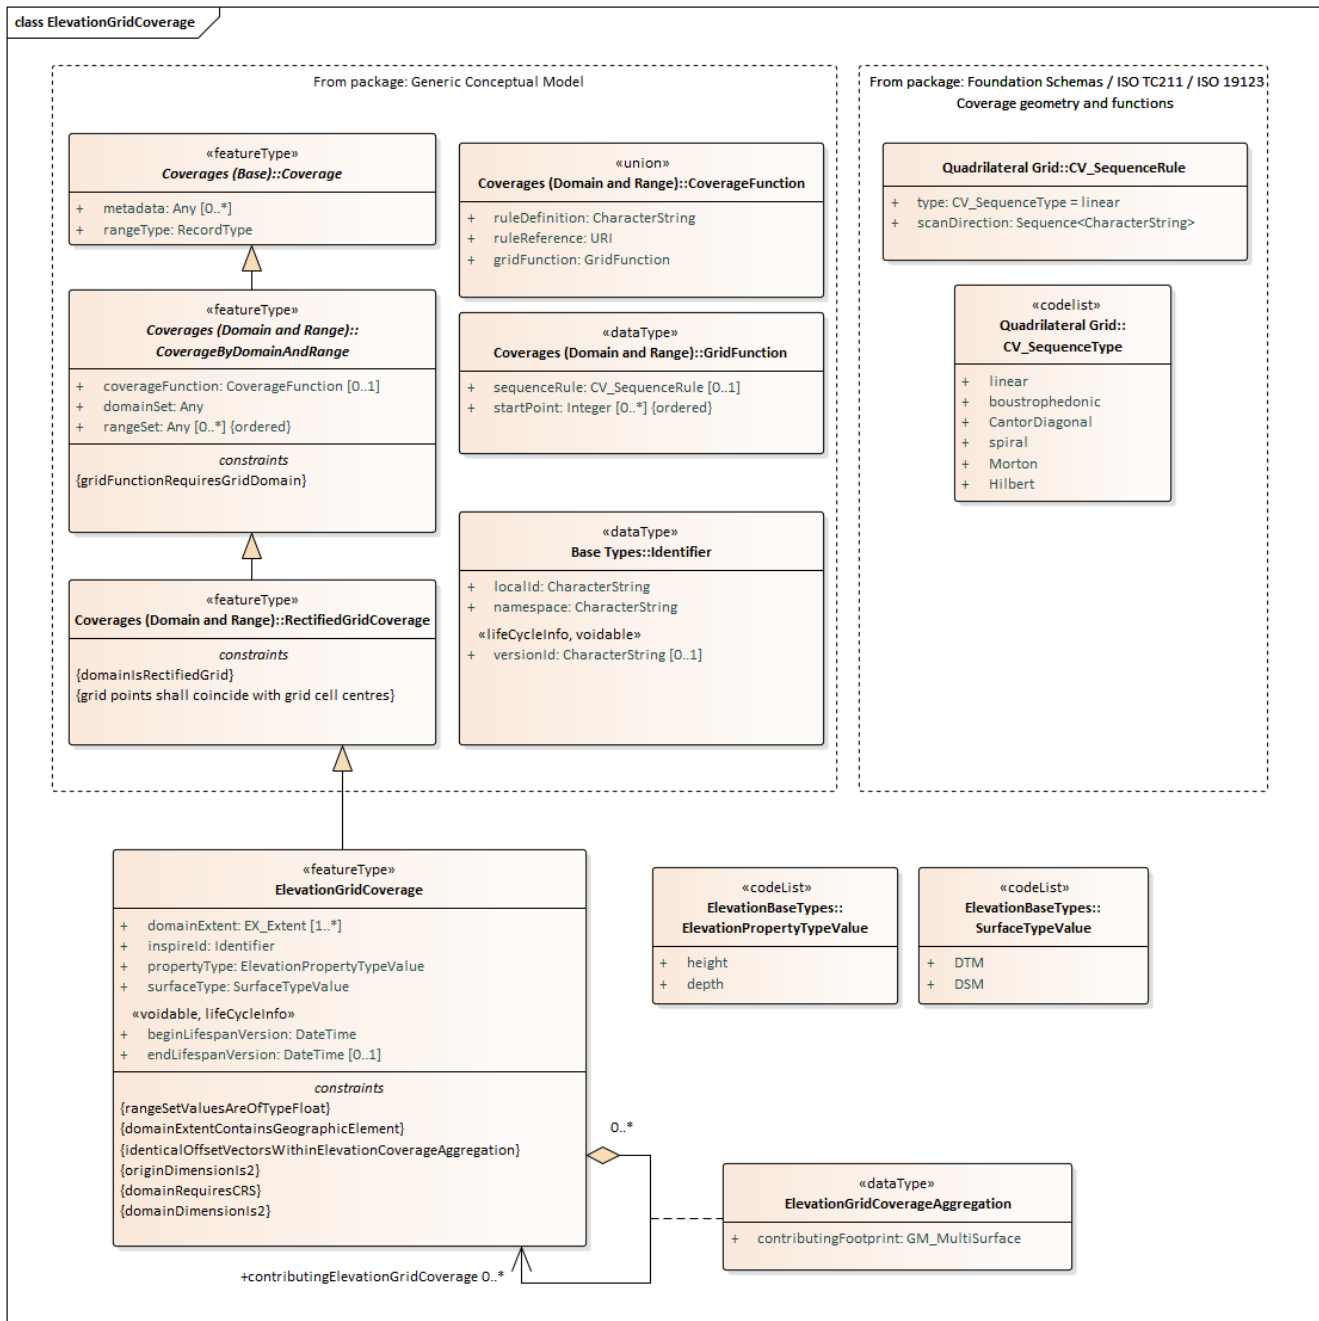 class ElevationGridCoverage
From package: Generic Conceptual Model
«featureType»
Coverages (Base)::Coverage
+ metadata: Any [0..*]
+ rangeType: RecordType
«featureType»
Coverages (Domain and Range)::
CoverageByDomainAndRange
+ coverageFunction: CoverageFunction [0..1]
+ domainSet: Any
+ rangeSet: Any [0..*] {ordered}
constraints
{gridFunctionRequiresGridDomain}
«featureType»
Coverages (Domain and Range)::RectifiedGridCoverage
constraints
{domainIsRectifiedGrid}
{grid points shall coincide with grid cell centres}
«union»
Coverages (Domain and Range)::CoverageFunction
+ ruleDefinition: CharacterString
+ ruleReference: URI
+ gridFunction: GridFunction
«dataType»
Coverages (Domain and Range)::GridFunction
+ sequenceRule: CV_SequenceRule [0..1]
+ startPoint: Integer [0..*] {ordered}
«dataType»
Base Types::Identifier
+ localId: CharacterString
+ namespace: CharacterString
«lifeCycleInfo, voidable»
+ versionId: CharacterString [0..1]
From package: Foundation Schemas / ISO TC211 / ISO 19123
Coverage geometry and functions
Quadrilateral Grid::CV_SequenceRule
+ type: CV_SequenceType = linear
+ scanDirection: Sequence<CharacterString>
«codelist»
Quadrilateral Grid::
CV_SequenceType
+ linear
+ boustrophedonic
+ CantorDiagonal
+ spiral
+ Morton
+ Hilbert
«featureType»
ElevationGridCoverage
+ domainExtent: EX_Extent [1..*]
+ inspireId: Identifier
+ propertyType: ElevationPropertyTypeValue
+ surfaceType: SurfaceTypeValue
«voidable, lifeCycleInfo»
+ beginLifespanVersion: DateTime
+ endLifespanVersion: DateTime [0..1]
constraints
{rangeSetValuesAreOfTypeFloat}
{domainExtentContainsGeographicElement}
{identicalOffsetVectorsWithinElevationCoverageAggregation}
{originDimensionIs2}
{domainRequiresCRS}
{domainDimensionIs2}
«codeList»
ElevationBaseTypes::
ElevationPropertyTypeValue
+ height
+ depth
«codeList»
ElevationBaseTypes::
SurfaceTypeValue
+ DTM
+ DSM
0..*
«dataType»
ElevationGridCoverageAggregation
+ contributingFootprint: GM_MultiSurface
+contributingElevationGridCoverage 0..*